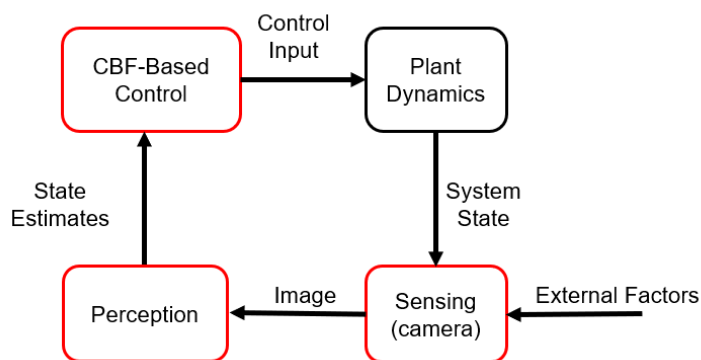 CBF-Based
Control
Control
Input
Plant
Dynamics
State
Estimates
System
State
Perception
Image
Sensing
(camera)
External Factors